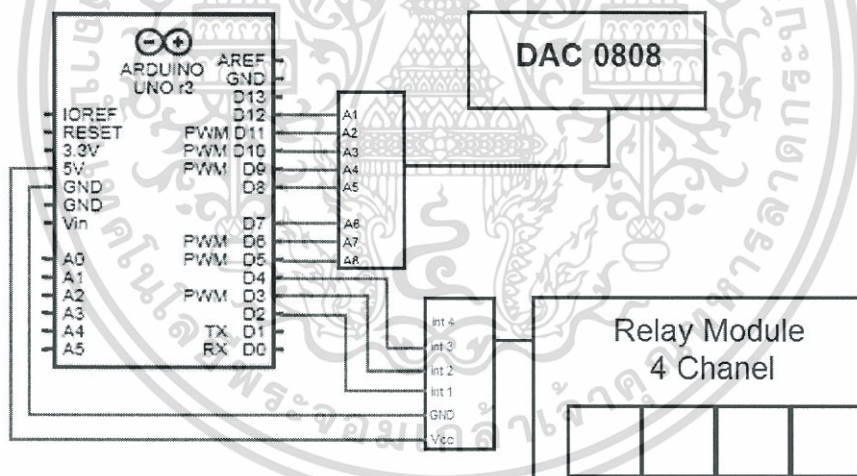 ARDUINO
UNO r3
IOREF
RESET
3.3V
5V
GND
GND
Vin
A0
A1
A2
A3
A4
A5
AREF
GND
D13
D12
PWM D11
PWM D10
PWM D9
D8
D7
PWM D6
PWM D5
D4
PWM D3
D2
TX D1
RX D0
A1
A2
A3
A4
A5
A6
A7
A8
DAC 0808
int 4
int 3
int 2
int 1
GND
Vcc
Relay Module
4 Chanel